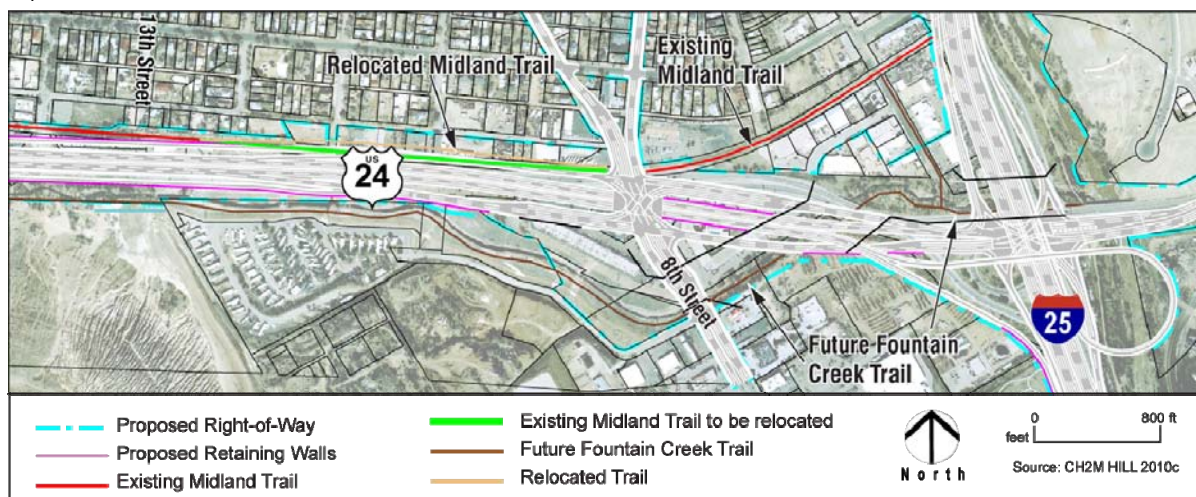 13th Street
Relocated Midland Trail
Existing
Midland Trail
US
24
8th Street
Future Fountain
Creek Trail
25
Proposed Right-of-Way
Proposed Retaining Walls
Existing Midland Trail
Existing Midland Trail to be relocated
Future Fountain Creek Trail
Relocated Trail
North
0 800 ft
feet
Source: CH2M HILL 2010c